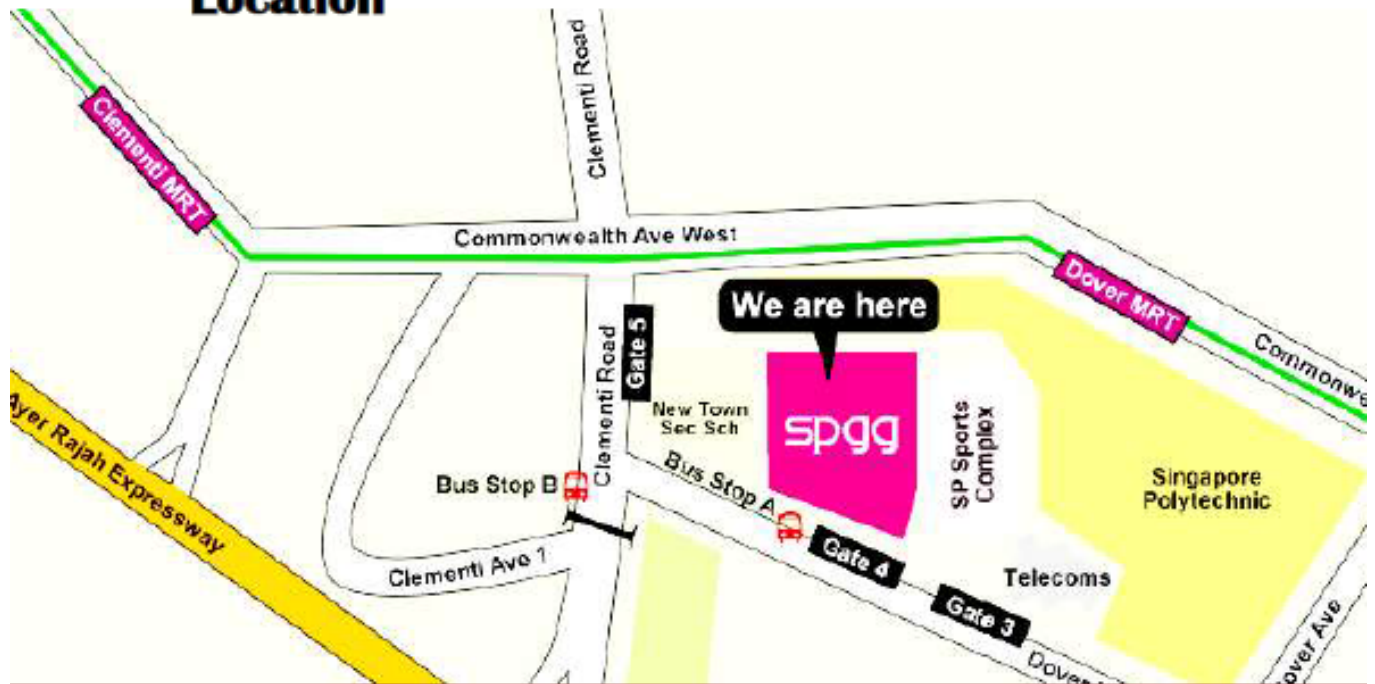 Location
Clementi Road
Clementi MRT
Commonwealth Ave West
Dover MRT
We are here
Gate 5
Clementi Road
New Town
Sec Sch
spgg
SP Sports
Complex
Singapore
Polytechnic
Ayer Rajah Expressway
Bus Stop B
Bus Stop A
Gate 4
Clementi Ave 1
Telecoms
Gate 3
Dover
over Ave
Commonwe